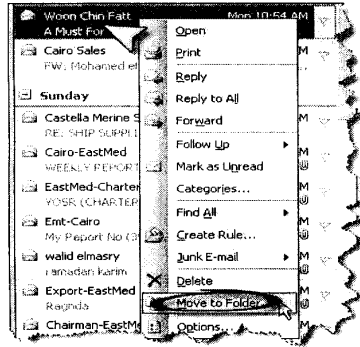 Woon Chin Fatt Mon 10:54 AM
A Must For
Cairo Sales
FW: Mohamed el
Sunday
Castella Merine S
RE: SHIP SUPPLI
Cairo-EastMed
WEEKLY REPORT
EastMed-Charter
YOSR (CHARTER
Emt-Cairo
My Report No (3
walid elmasry
ramadan karim
Export-EastMed
Ragnda
Chairman-EastMe
Open
Print
Reply
Reply to All
Forward
Follow Up
Mark as Unread
Categories...
Find All
Create Rule...
Junk E-mail
Delete
Move to Folder
Options...